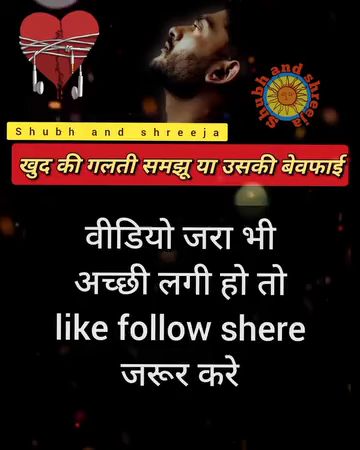 Shubh and shreeja
Shubh and shreeja
खुद की गलती समझू या उसकी बेवफाई
वीडियो जरा भी
अच्छी लगी हो तो
like follow shere
जरूर करे